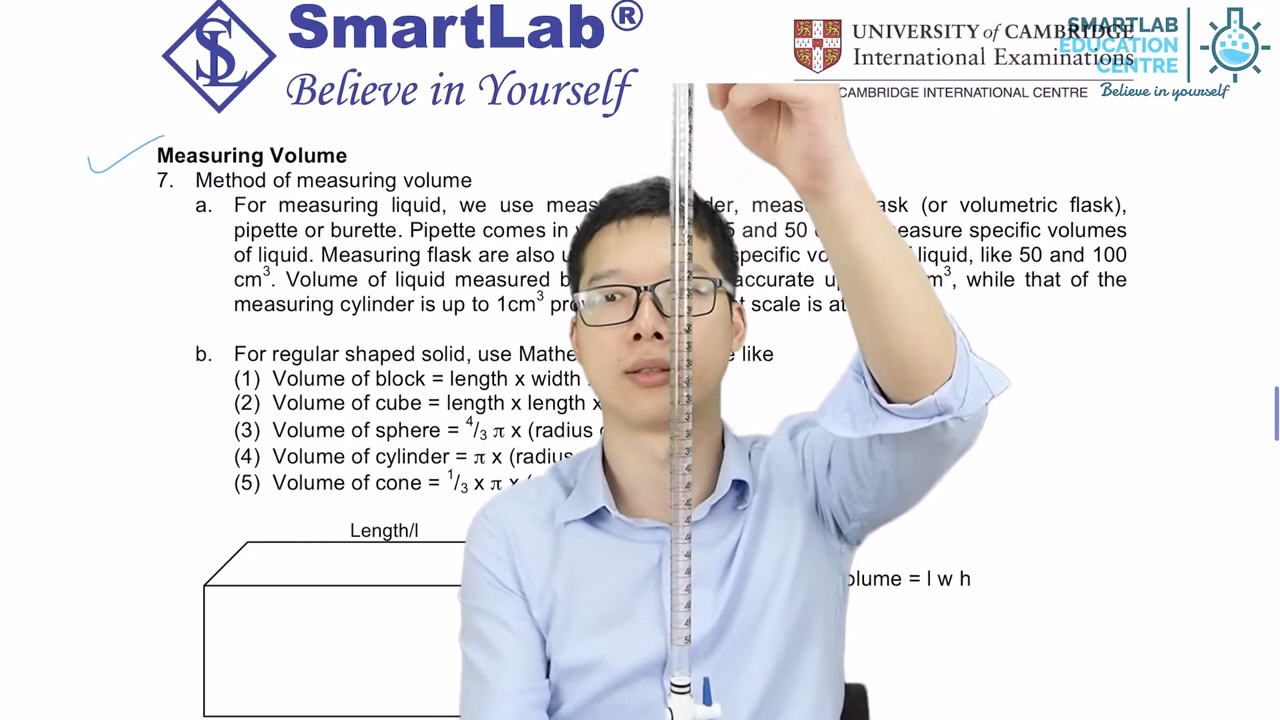 SmartLab®
Believe in Yourself
SL
UNIVERSITY of CAMBRIDGE
International Examinations
CAMBRIDGE INTERNATIONAL CENTRE
SMARTLAB
EDUCATION
CENTRE
Believe in yourself
Measuring Volume
7. Method of measuring volume
a. For measuring liquid, we use meas der, meas ask (or volumetric flask),
pipette or burette. Pipette comes in 5 and 50 easure specific volumes
of liquid. Measuring flask are also u specific vo liquid, like 50 and 100
cm³. Volume of liquid measured b accurate u m³, while that of the
measuring cylinder is up to 1cm³ pro t scale is at
b. For regular shaped solid, use Mathe like
(1) Volume of block = length x width
(2) Volume of cube = length x length x
(3) Volume of sphere = ⁴/₃ π x (radius
(4) Volume of cylinder = π x (radius
(5) Volume of cone = ¹/₃ x π x (
Length/l
olume = l w h